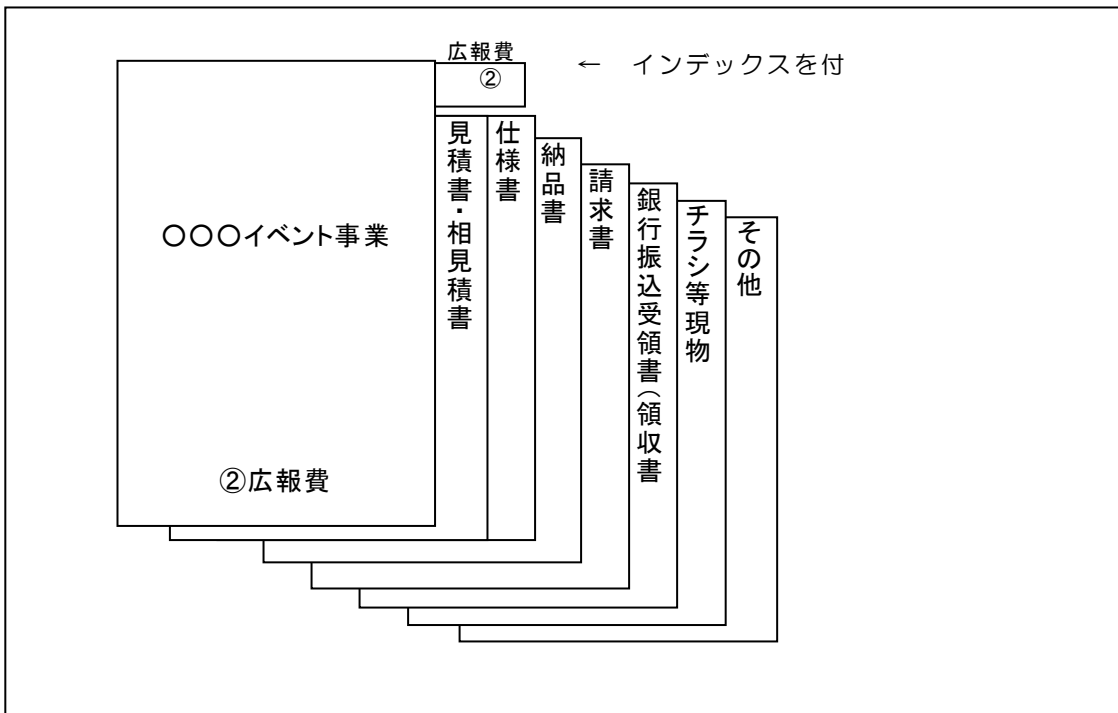 広報費
②
← インデックスを付
〇〇〇イベント事業
②広報費
見積書・相見積書
仕様書
納品書
請求書
銀行振込受領書(領収書
チラシ等現物
その他